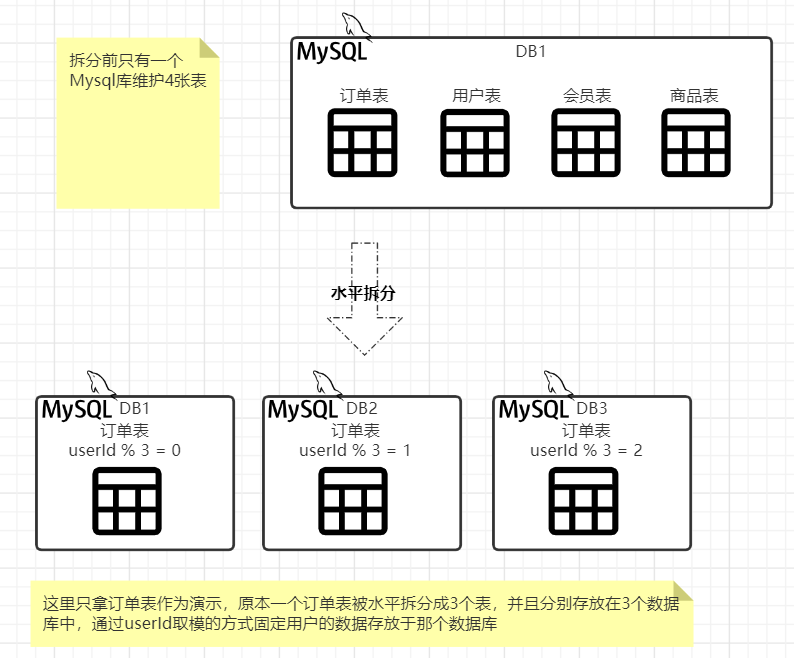 拆分前只有一个
Mysql库维护4张表
MySQL
DB1
订单表
用户表
会员表
商品表
水平拆分
MySQL DB1
订单表
userId % 3 = 0
MySQL DB2
订单表
userId % 3 = 1
MySQL DB3
订单表
userId % 3 = 2
这里只拿订单表作为演示，原本一个订单表被水平拆分成3个表，并且分别存放在3个数据
库中，通过userId取模的方式固定用户的数据存放于那个数据库